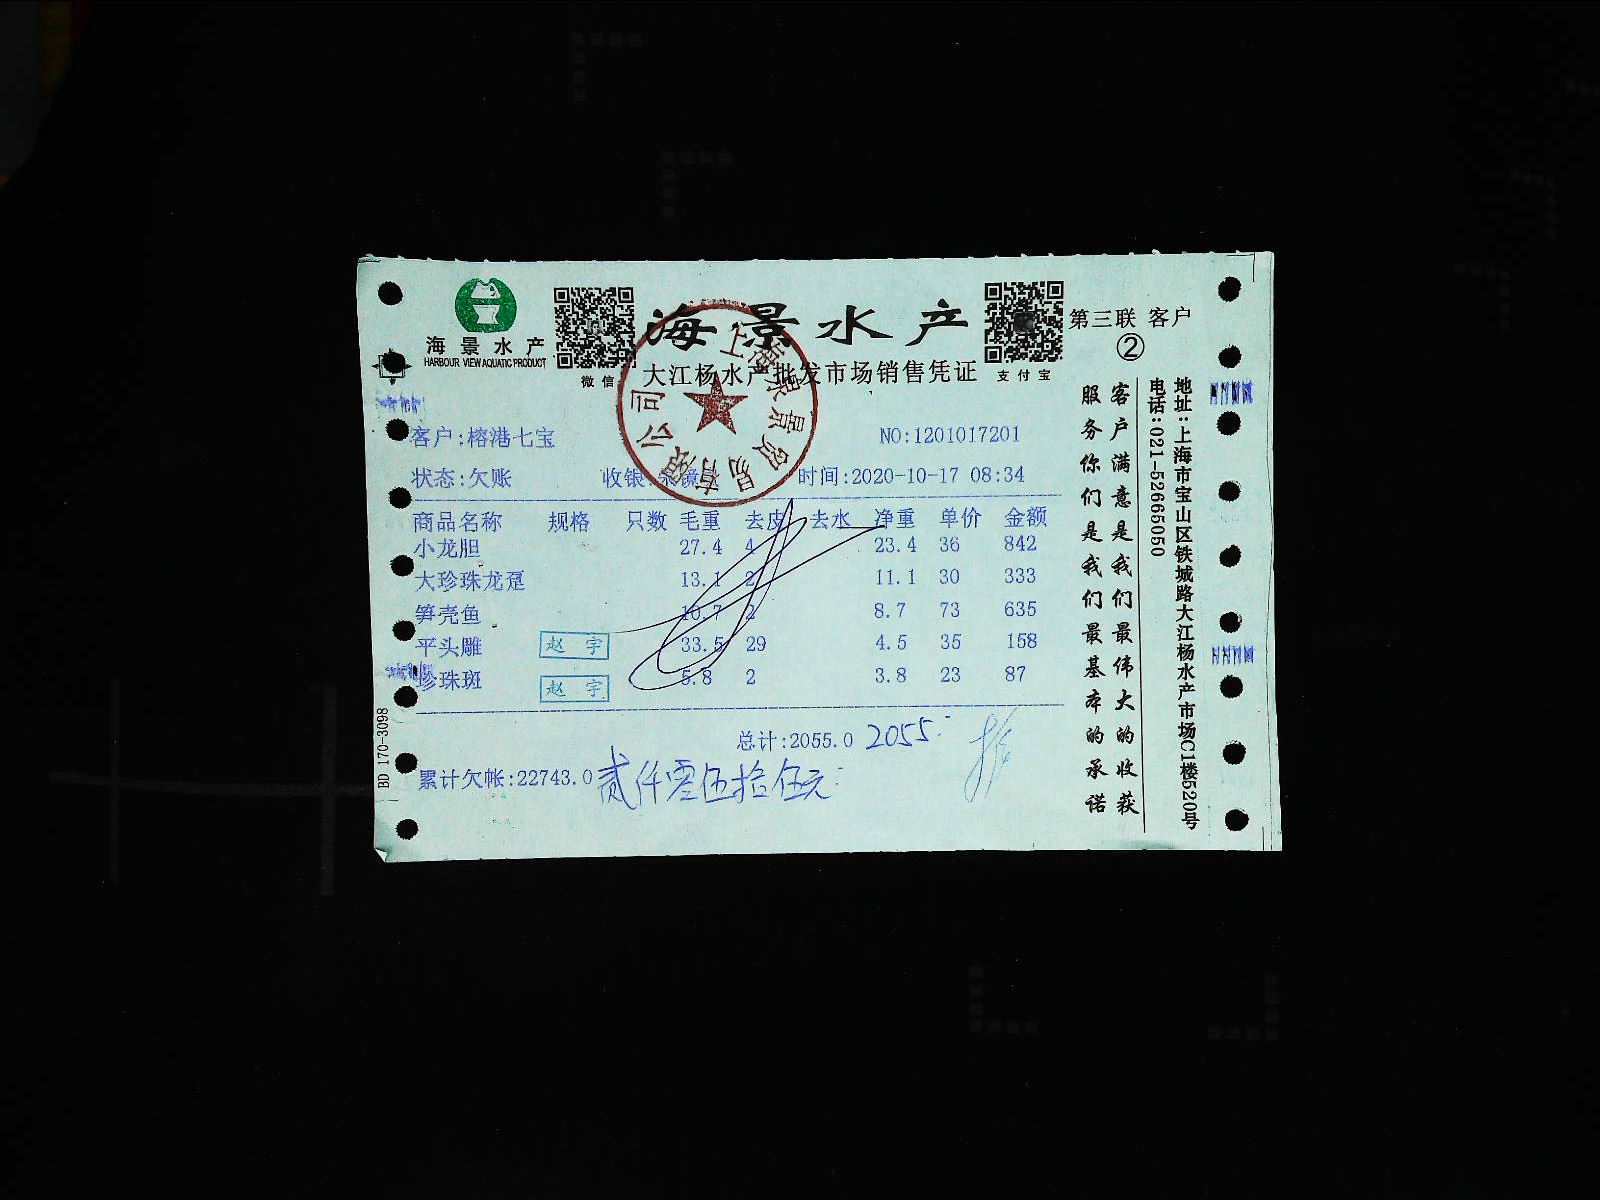 海景水产
HARBOUR VIEW AQUATIC PRODUCT
微信
海景水产
大江杨水产批发市场销售凭证
支付宝
第三联 客户
②
客户:榕港七宝 NO:1201017201
状态:欠账 收银: 时间:2020-10-17 08:34
商品名称 规格 只数 毛重 去皮 去水 净重 单价 金额
小龙胆 27.4 4 23.4 36 842
大珍珠龙趸 13.1 2 11.1 30 333
笋壳鱼 10.7 2 8.7 73 635
平头雕 33.5 29 4.5 35 158
珍珠斑 5.8 2 3.8 23 87
赵宇
赵宇
总计:2055.0 2055.
累计欠帐:22743.0 贰仟零伍拾伍元
BD 170-3098
客户满意是我们最伟大的收获
服务你们是我们最基本的承诺
地址:上海市宝山区铁城路大江杨水产市场C1楼520号
电话:021-52665050